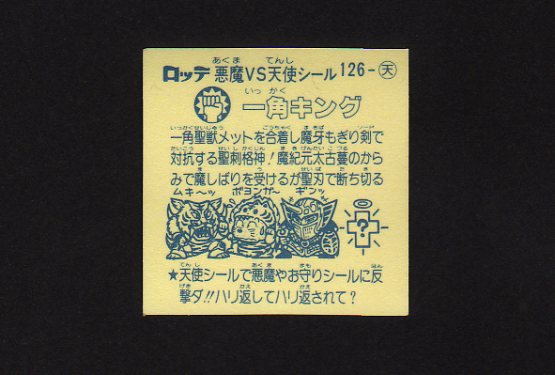 ロッテ 悪魔VS天使シール 126-天
一角キング
一角聖獣メットを合着し魔牙もぎり剣で
対抗する聖刺格神!魔紀元太古蔓のから
みで魔しばりを受けるが聖刃で断ち切る
ムキ〜ッ ボヨンガ〜 ギンッ
?
★天使シールで悪魔やお守りシールに反
撃ダ!!ハリ返してハリ返されて?